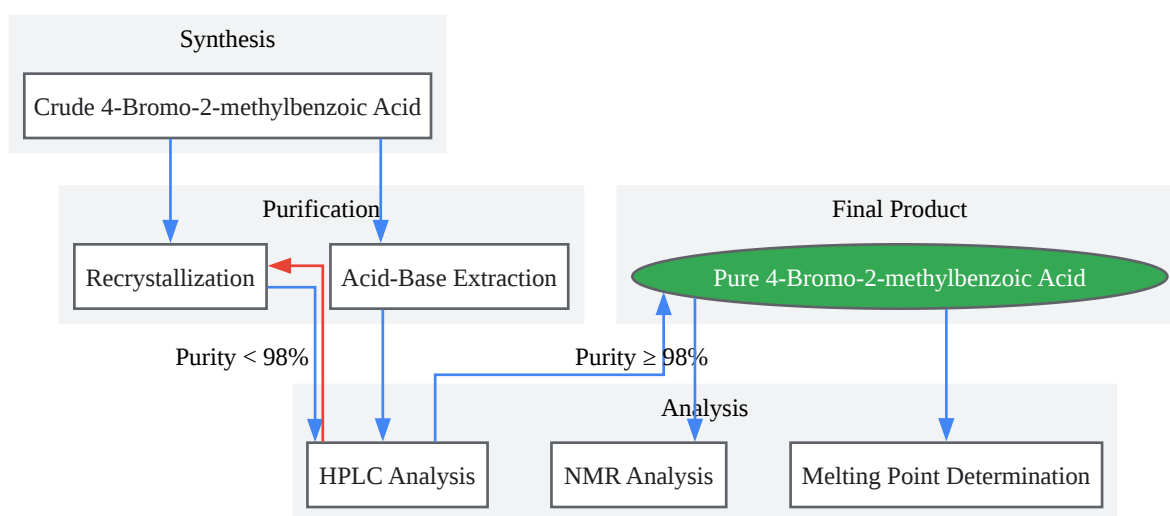 Synthesis
Crude 4-Bromo-2-methylbenzoic Acid
Purification
Final Product
Recrystallization
Acid-Base Extraction
Pure 4-Bromo-2-methylbenzoic Acid
Purity < 98%
Purity ≥ 98%
Analysis
HPLC Analysis
NMR Analysis
Melting Point Determination